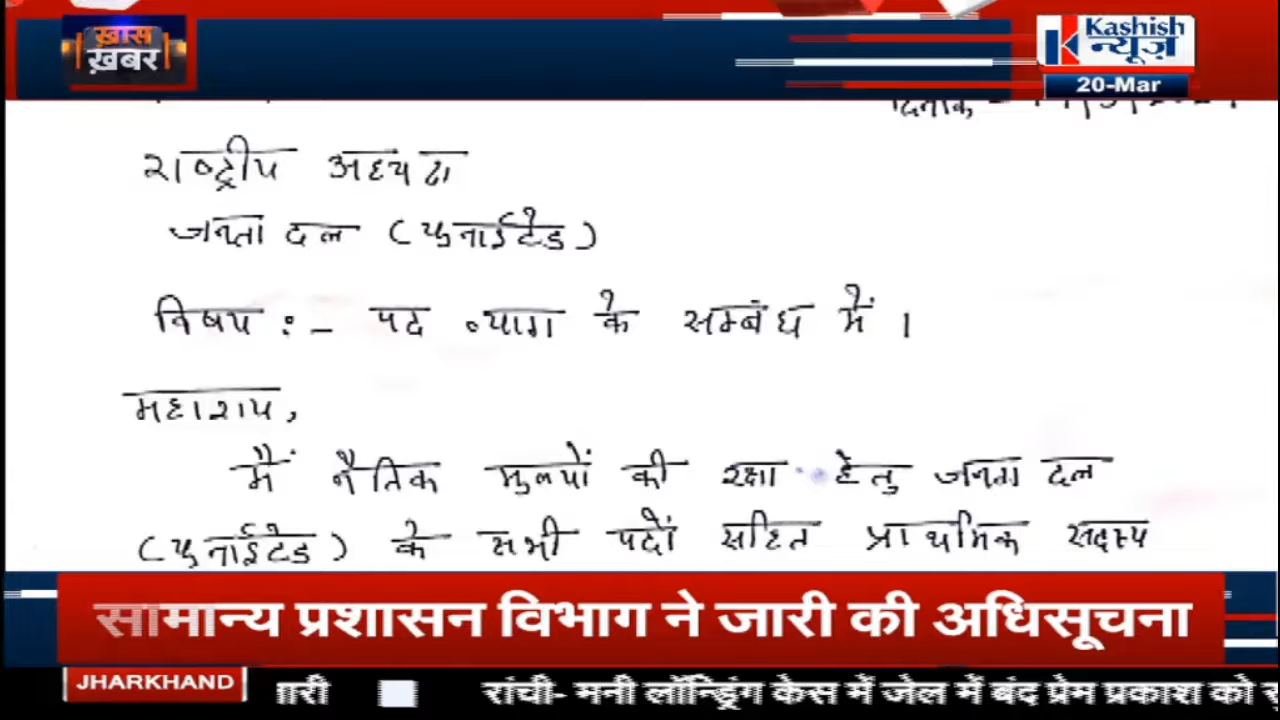 ख़ास
ख़बर
Kashish
न्यूज़
20-Mar
दिनांक -
राष्ट्रीय अध्यक्ष
जनता दल (युनाईटेड)
विषय :- पद त्याग के सम्बंध में ।
महाशय,
मैं नैतिक मुल्यों की रक्षा हेतु जनता दल
(युनाईटेड) के सभी पदों सहित प्राथमिक सदस्य
सामान्य प्रशासन विभाग ने जारी की अधिसूचना
JHARKHAND
गारी रांची- मनी लॉन्ड्रिंग केस में जेल में बंद प्रेम प्रकाश को